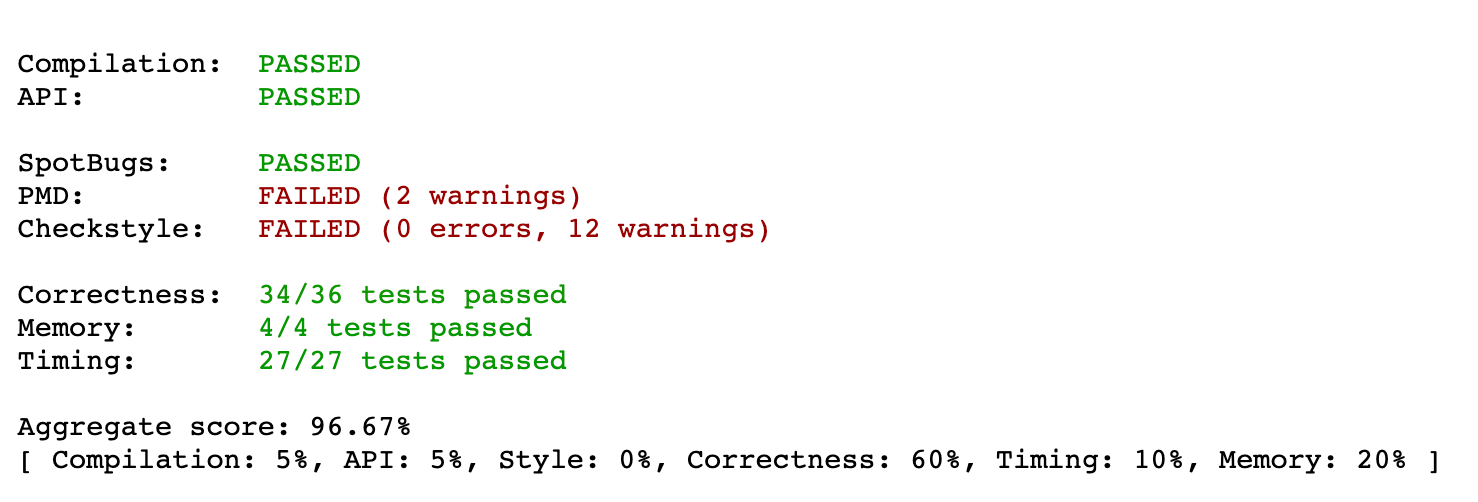 Compilation:  PASSED
API:          PASSED
SpotBugs:     PASSED
PMD:          FAILED (2 warnings)
Checkstyle:   FAILED (0 errors, 12 warnings)
Correctness:  34/36 tests passed
Memory:       4/4 tests passed
Timing:       27/27 tests passed
Aggregate score: 96.67%
[ Compilation: 5%, API: 5%, Style: 0%, Correctness: 60%, Timing: 10%, Memory: 20% ]